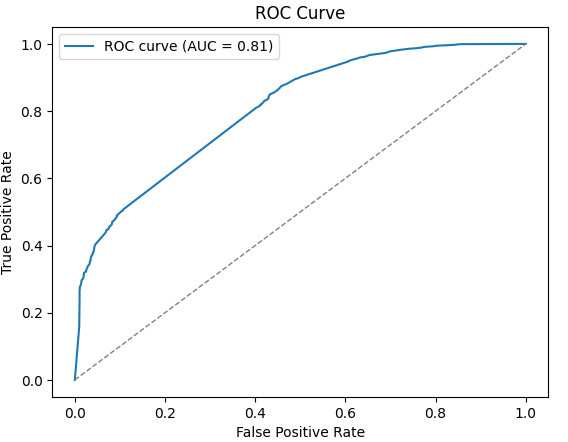 ROC Curve
ROC curve (AUC = 0.81)
True Positive Rate
1.0
0.8
0.6
0.4
0.2
0.0
0.0 0.2 0.4 0.6 0.8 1.0
False Positive Rate